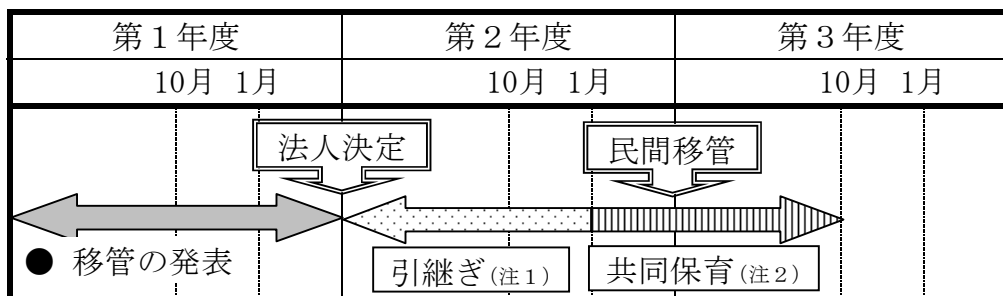 第１年度 第２年度 第３年度
10月 1月 10月 1月 10月 1月
法人決定 民間移管
● 移管の発表 引継ぎ(注１) 共同保育(注２)